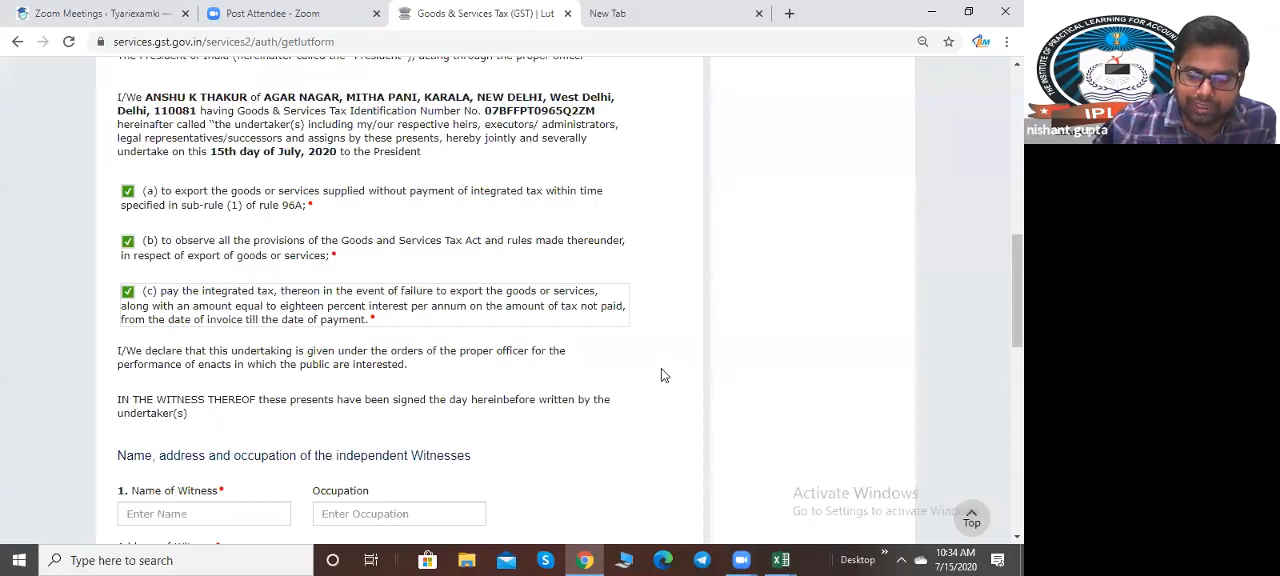 Zoom Meetings - Tyariexamki —
Post Attendee - Zoom
Goods & Services Tax (GST) | Lut
New Tab
services.gst.gov.in/services2/auth/getlutform
I/We ANSHU K THAKUR of AGAR NAGAR, MITHA PANI, KARALA, NEW DELHI, West Delhi,
Delhi, 110081 having Goods & Services Tax Identification Number No. 07BFFPT0965Q2ZM
hereinafter called "the undertaker(s) including my/our respective heirs, executors/ administrators,
legal representatives/successors and assigns by these presents, hereby jointly and severally
undertake on this 15th day of July, 2020 to the President
(a) to export the goods or services supplied without payment of integrated tax within time
specified in sub-rule (1) of rule 96A;•
(b) to observe all the provisions of the Goods and Services Tax Act and rules made thereunder,
in respect of export of goods or services;•
(c) pay the integrated tax, thereon in the event of failure to export the goods or services,
along with an amount equal to eighteen percent interest per annum on the amount of tax not paid,
from the date of invoice till the date of payment.•
I/We declare that this undertaking is given under the orders of the proper officer for the
performance of enacts in which the public are interested.
IN THE WITNESS THEREOF these presents have been signed the day hereinbefore written by the
undertaker(s)
Name, address and occupation of the independent Witnesses
1. Name of Witness•
Occupation
Enter Name
Enter Occupation
Activate Windows
Go to Settings to activate
Top
Type here to search
Desktop
10:34 AM
7/15/2020
THE INSTITUTE OF PRACTICAL LEARNING FOR ACCOUNT
IPL
nishant gupta